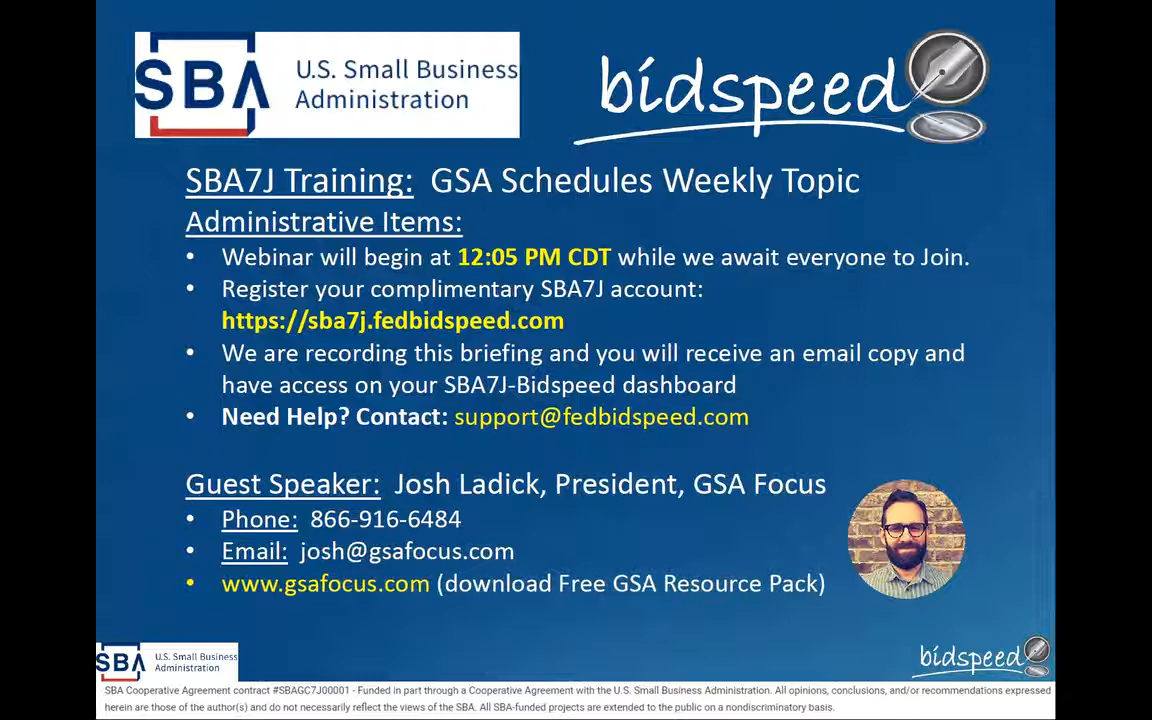 SBA U.S. Small Business
Administration
bidspeed
SBA7J Training: GSA Schedules Weekly Topic
Administrative Items:
• Webinar will begin at 12:05 PM CDT while we await everyone to Join.
• Register your complimentary SBA7J account:
https://sba7j.fedbidspeed.com
• We are recording this briefing and you will receive an email copy and
have access on your SBA7J-Bidspeed dashboard
• Need Help? Contact: support@fedbidspeed.com
Guest Speaker: Josh Ladick, President, GSA Focus
• Phone: 866-916-6484
• Email: josh@gsafocus.com
• www.gsafocus.com (download Free GSA Resource Pack)
SBA U.S. Small Business
Administration
bidspeed
SBA Cooperative Agreement contract #SBAGC7J00001 - Funded in part through a Cooperative Agreement with the U.S. Small Business Administration. All opinions, conclusions, and/or recommendations expressed
herein are those of the author(s) and do not necessarily reflect the views of the SBA. All SBA-funded projects are extended to the public on a nondiscriminatory basis.